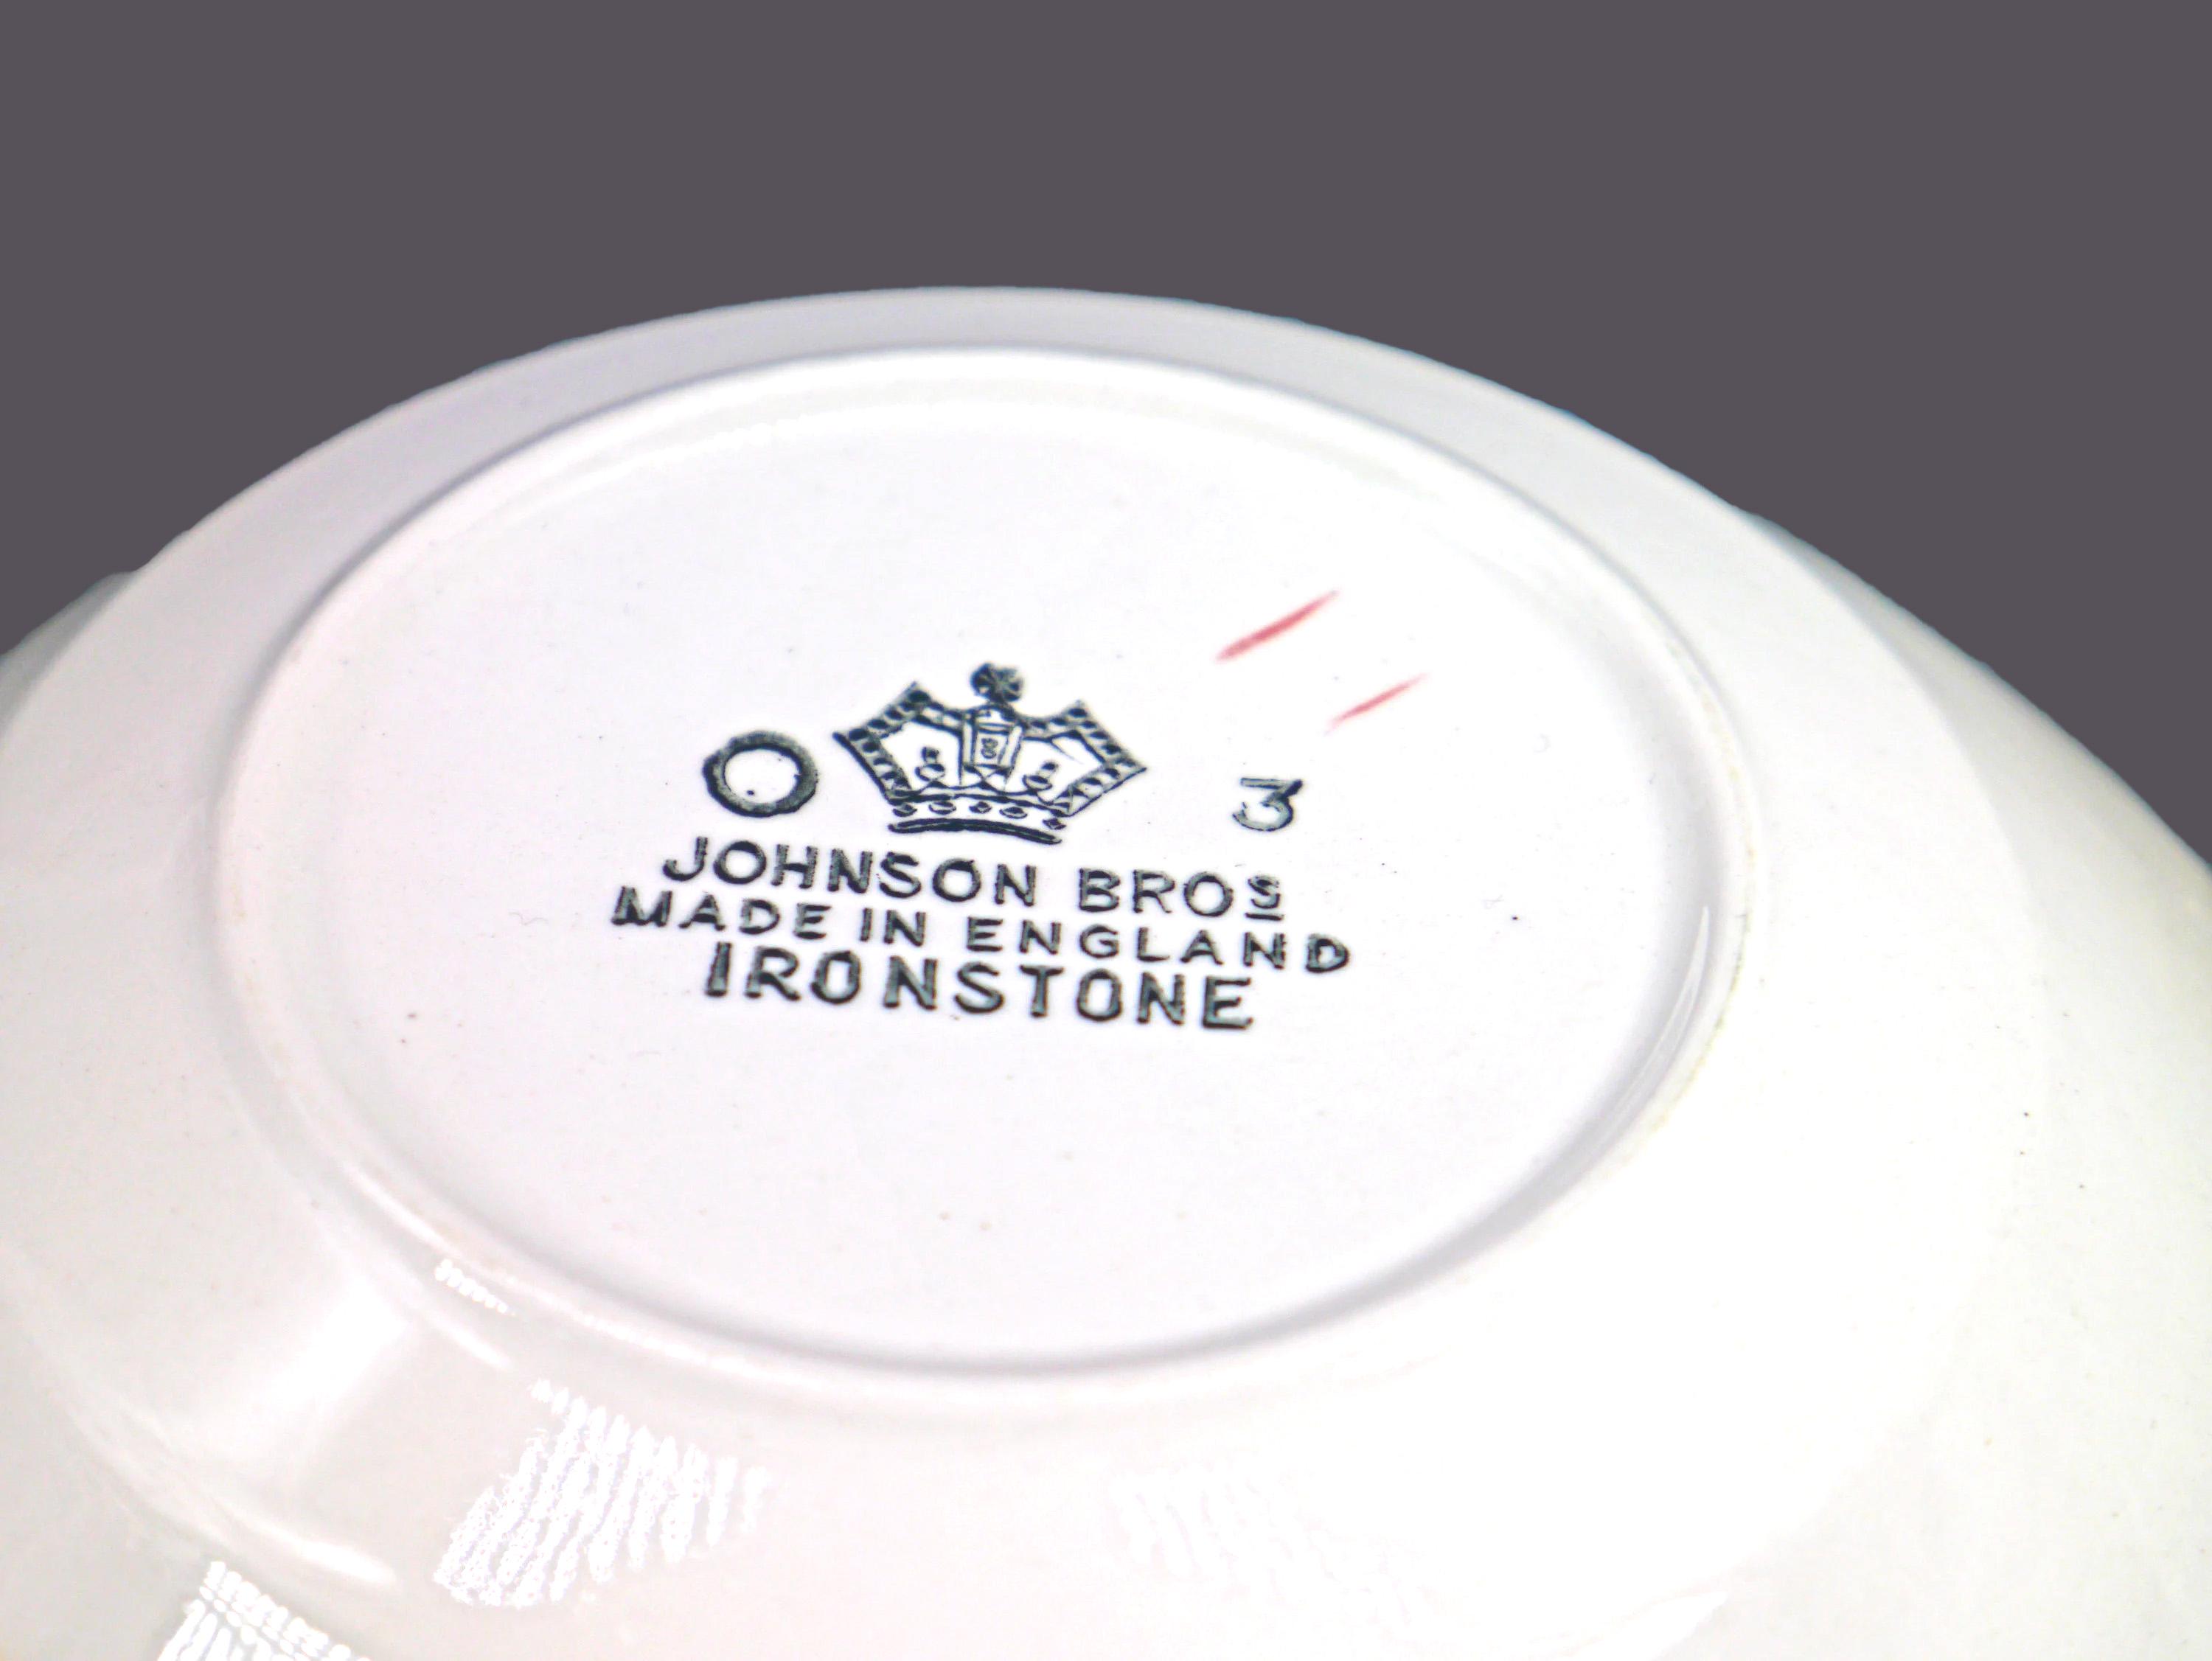 O 3
JOHNSON BROS
MADE IN ENGLAND
IRONSTONE